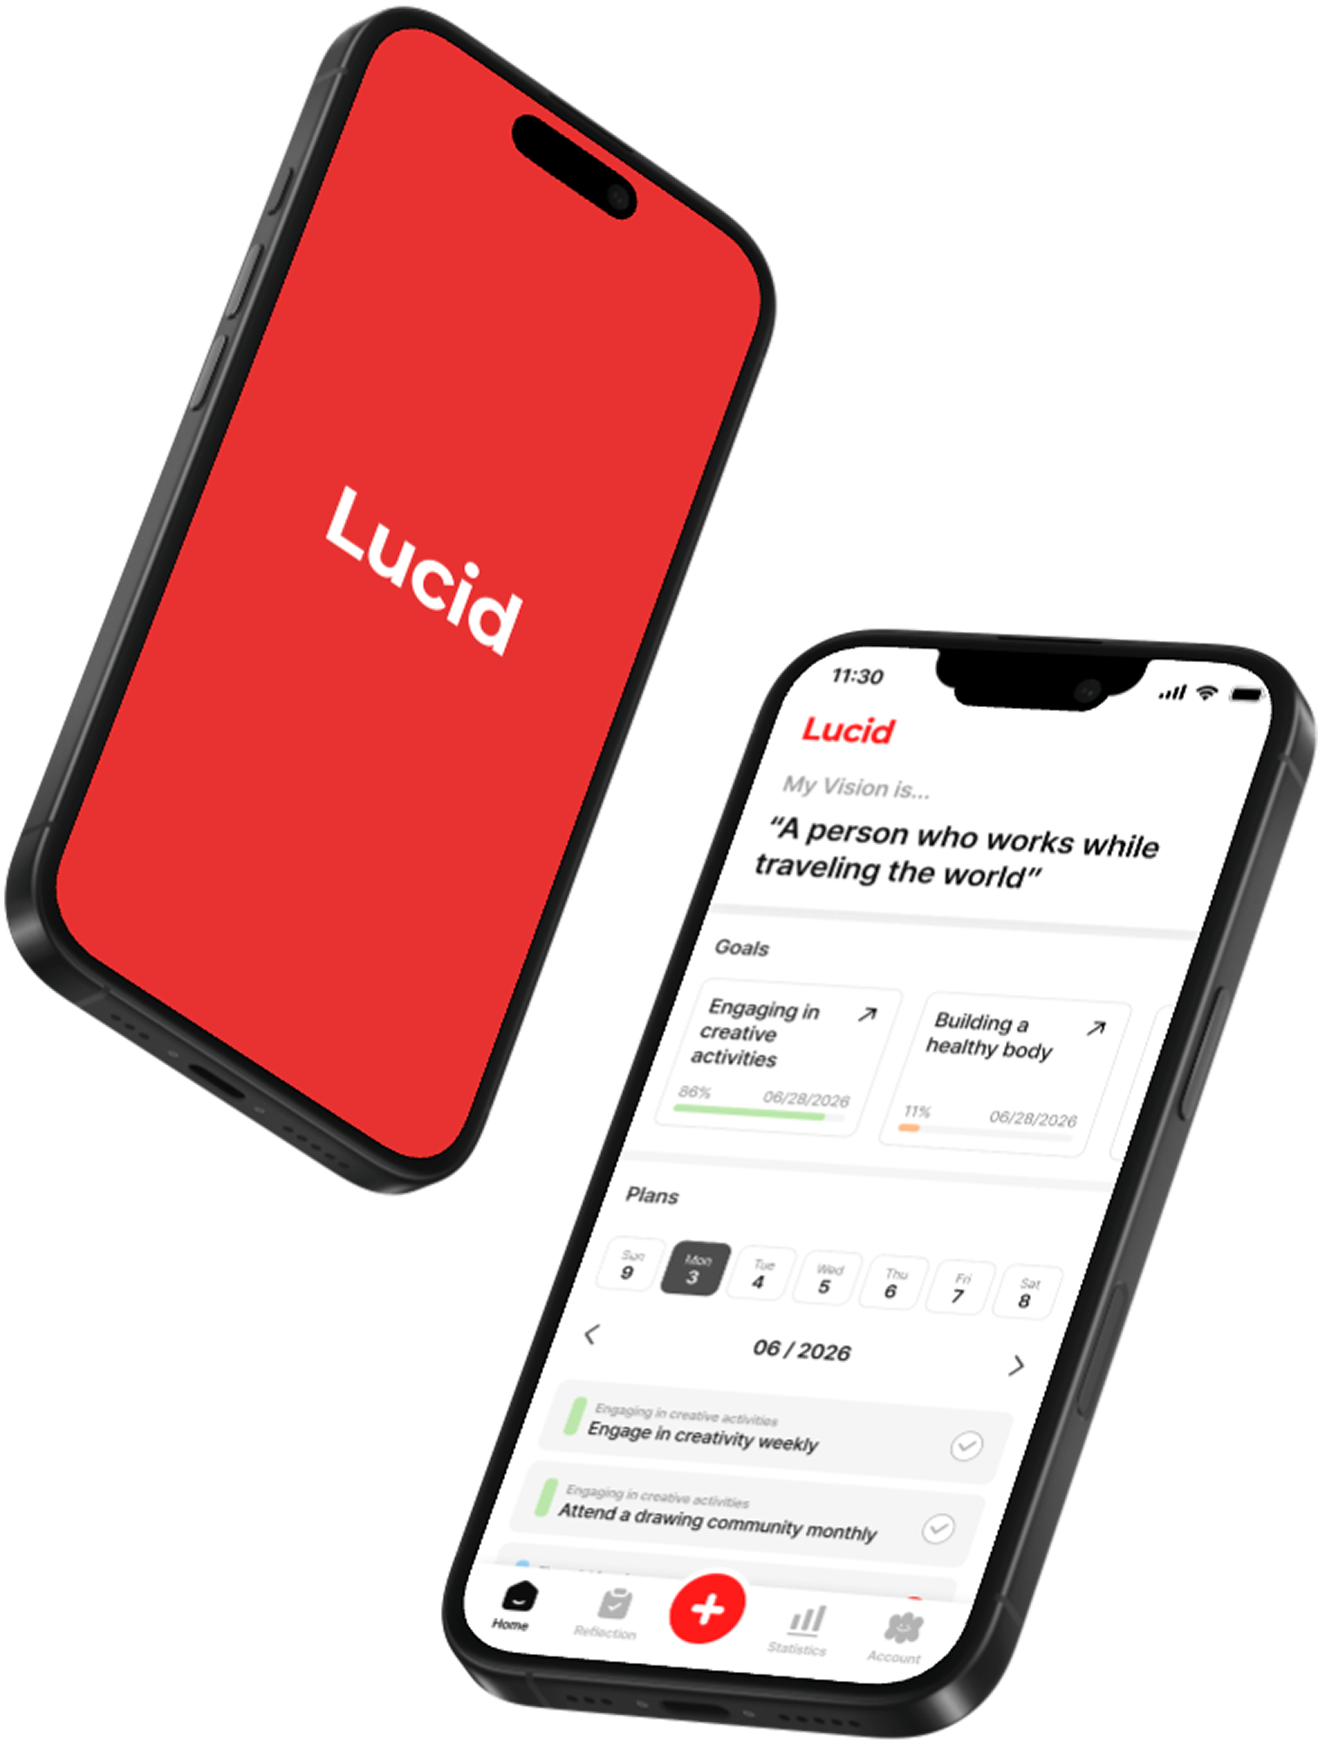 Lucid
11:30
Lucid
My Vision is...
“A person who works while
traveling the world”
Goals
Engaging in
creative
activities
86% 06/28/2026
Building a
healthy body
11% 06/28/2026
Plans
Sun Mon Tue Wed Thu Fri Sat
9 3 4 5 6 7 8
06 / 2026
Engaging in creative activities
Engage in creativity weekly
Engaging in creative activities
Attend a drawing community monthly
Home Reflection Statistics Account